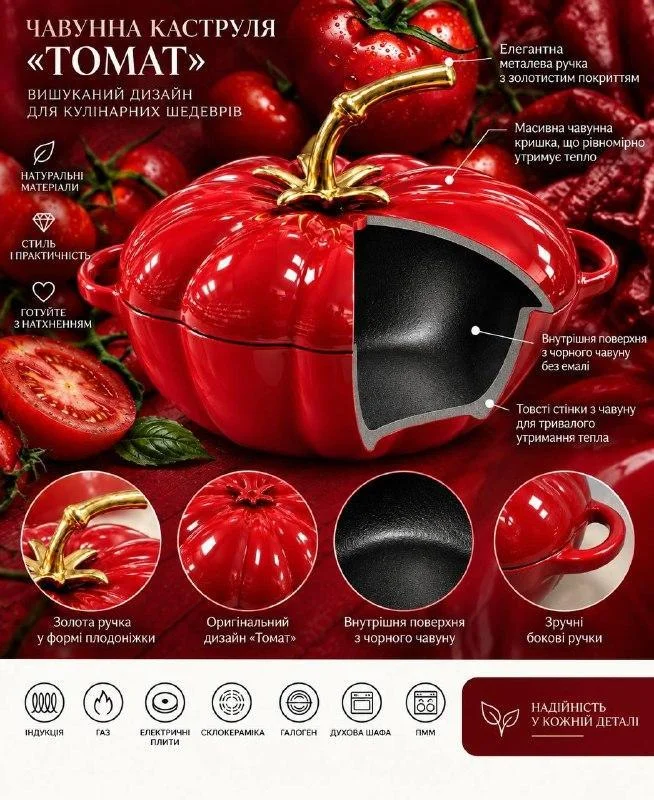 ЧАВУННА КАСТРУЛЯ
«ТОМАТ»
ВИШУКАНИЙ ДИЗАЙН
ДЛЯ КУЛІНАРНИХ ШЕДЕВРІВ
НАТУРАЛЬНІ
МАТЕРІАЛИ
СТИЛЬ
І ПРАКТИЧНІСТЬ
ГОТУЙТЕ
З НАТХНЕННЯМ
Елегантна
металева ручка
з золотистим покриттям
Масивна чавунна
кришка, що рівномірно
утримує тепло
Внутрішня поверхня
з чорного чавуну
без емалі
Товсті стінки з чавуну
для тривалого
утримання тепла
Золота ручка
у формі плодоніжки
Оригінальний
дизайн «Томат»
Внутрішня поверхня
з чорного чавуну
Зручні
бокові ручки
ІНДУКЦІЯ
ГАЗ
ЕЛЕКТРИЧНІ
ПЛИТИ
СКЛОКЕРАМІКА
ГАЛОГЕН
ДУХОВА ШАФА
ПММ
НАДІЙНІСТЬ
У КОЖНІЙ ДЕТАЛІ